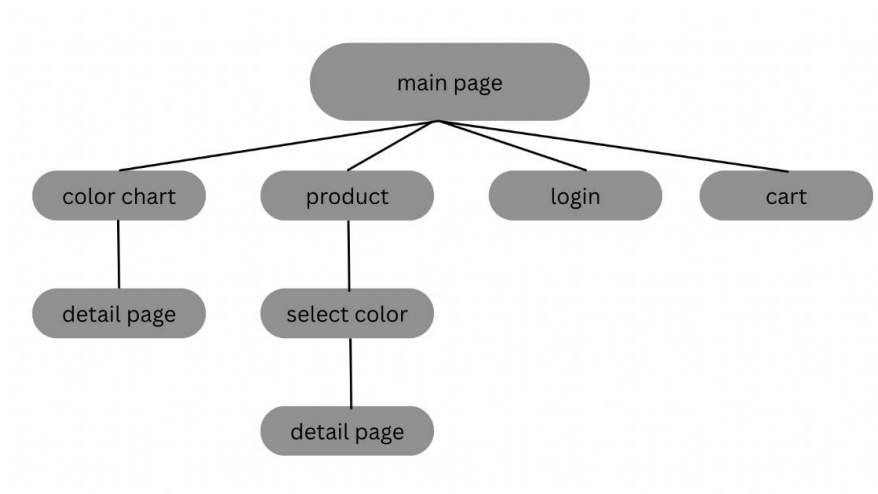 main page
color chart
product
login
cart
detail page
select color
detail page